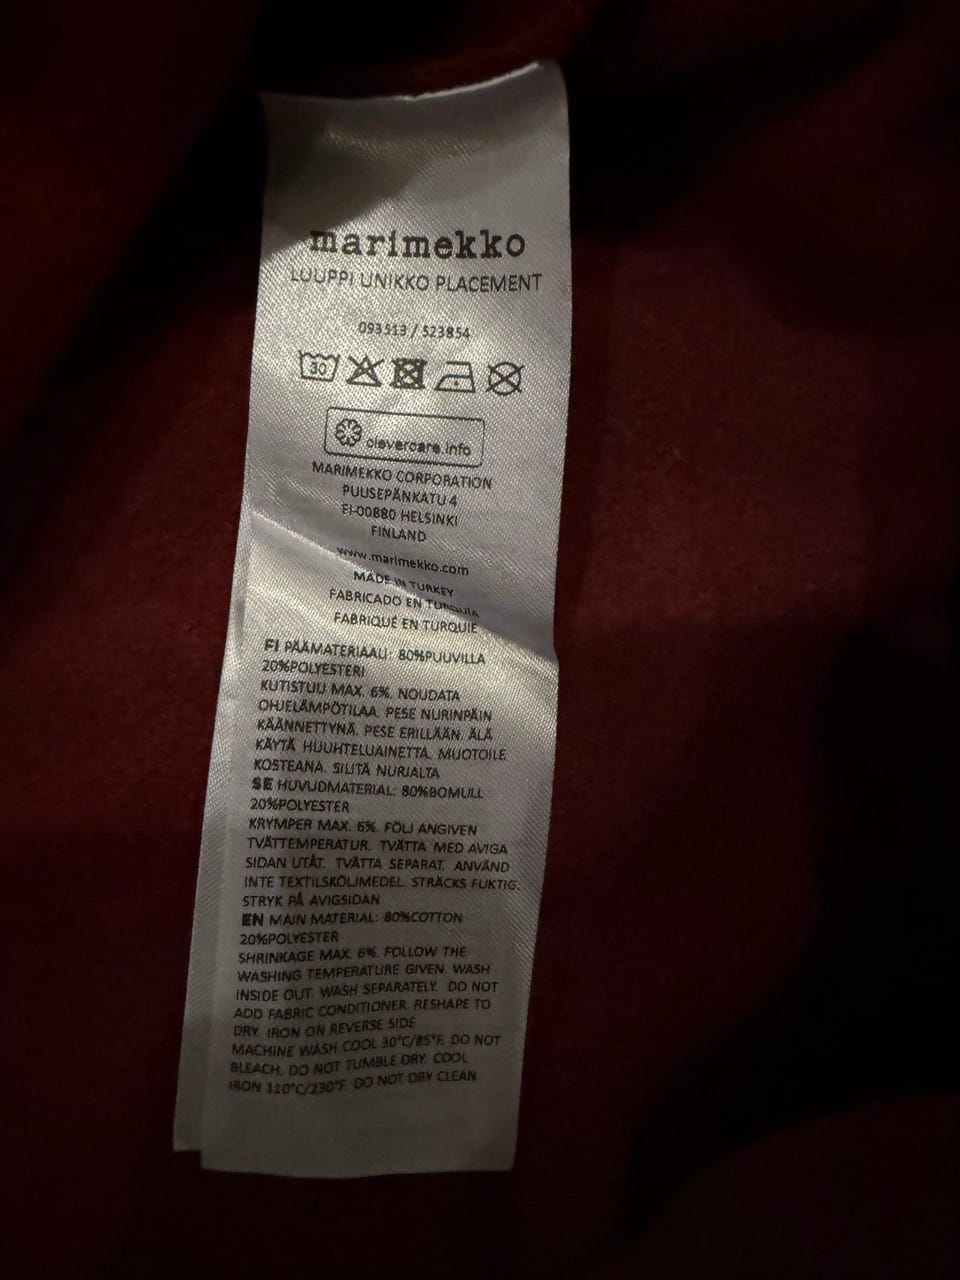 marimekko
LUUPPI UNIKKO PLACEMENT
093513 / 523854
30
clevercare.info
MARIMEKKO CORPORATION
PUUSEPÄNKATU 4
FI-00880 HELSINKI
FINLAND
www.marimekko.com
MADE IN TURKEY
FABRICADO EN TURQUÍA
FABRIQUÉ EN TURQUIE
FI PÄÄMATERIAALI: 80%PUUVILLA
20%POLYESTERI
KUTISTUU MAX. 6%. NOUDATA
OHJELÄMPÖTILAA. PESE NURINPÄIN
KÄÄNNETTYNÄ. PESE ERILLÄÄN. ÄLÄ
KÄYTÄ HUUHTELUAINETTA. MUOTOILE
KOSTEANA. SILITÄ NURJALTA
SE HUVUDMATERIAL: 80%BOMULL
20%POLYESTER
KRYMPER MAX. 6%. FÖLJ ANGIVEN
TVÄTTEMPERATUR. TVÄTTA MED AVIGA
SIDAN UTÅT. TVÄTTA SEPARAT. ANVÄND
INTE TEXTILSKÖLJMEDEL. STRÄCKS FUKTIG.
STRYK PÅ AVIGSIDAN
EN MAIN MATERIAL: 80%COTTON
20%POLYESTER
SHRINKAGE MAX. 6%. FOLLOW THE
WASHING TEMPERATURE GIVEN. WASH
INSIDE OUT. WASH SEPARATELY. DO NOT
ADD FABRIC CONDITIONER. RESHAPE TO
DRY. IRON ON REVERSE SIDE
MACHINE WASH COOL 30°C/85°F. DO NOT
BLEACH. DO NOT TUMBLE DRY. COOL
IRON 110°C/230°F. DO NOT DRY CLEAN